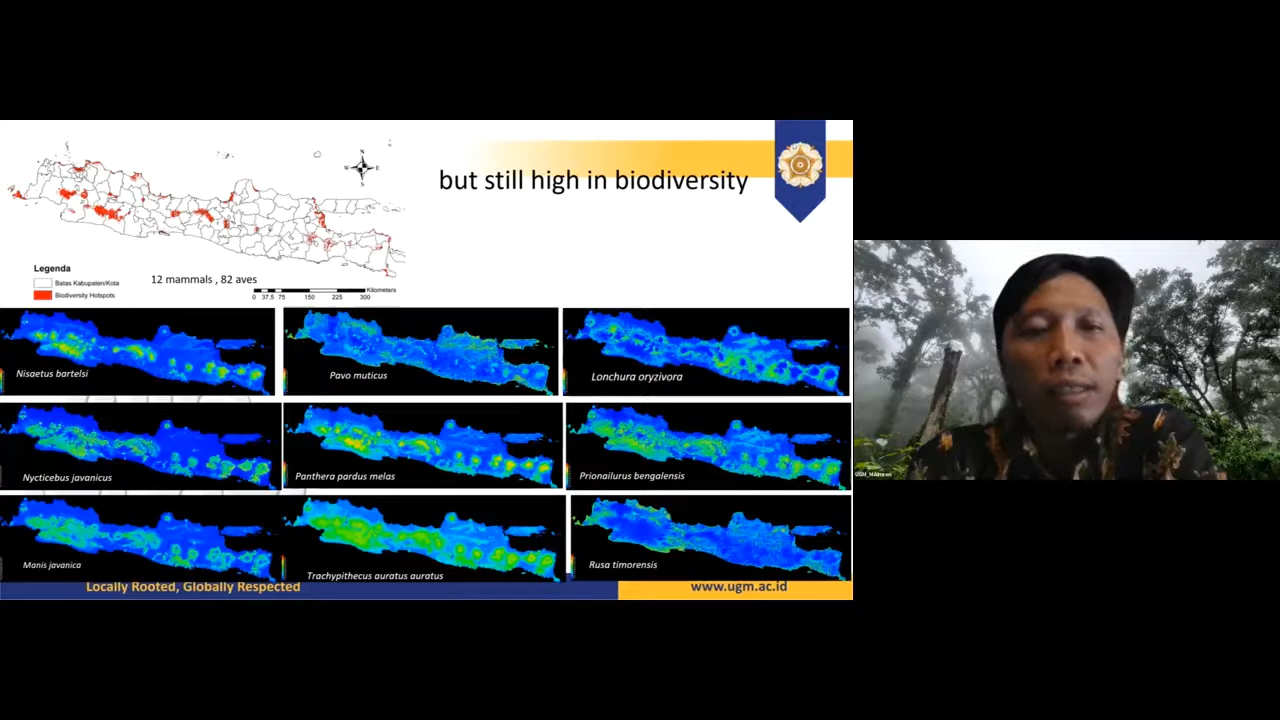 but still high in biodiversity
N
W
E
S
Legenda
Batas Kabupaten/Kota
Biodiversity Hotspots
12 mammals , 82 aves
Kilometers
0 37.5 75 150 225 300
Nisaetus bartelsi
Pavo muticus
Lonchura oryzivora
Nycticebus javanicus
Panthera pardus melas
Prionailurus bengalensis
Manis javanica
Trachypithecus auratus auratus
Rusa timorensis
Locally Rooted, Globally Respected
www.ugm.ac.id